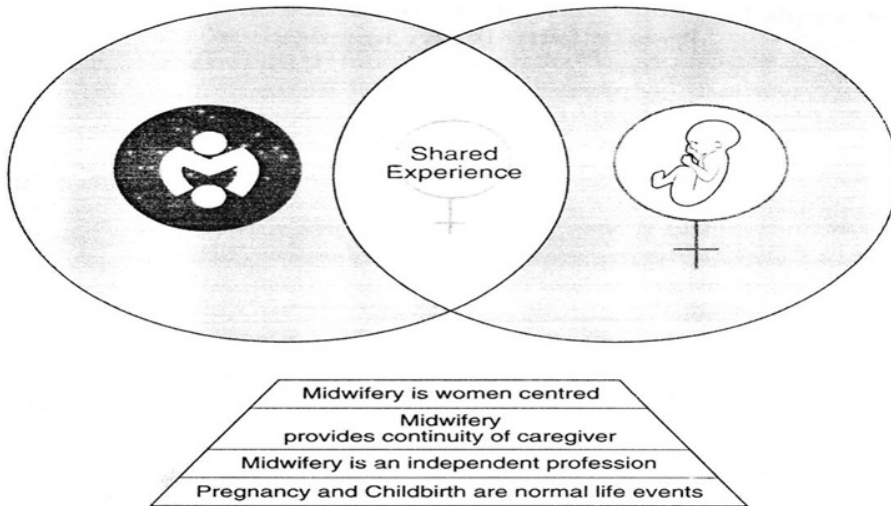 Shared
Experience
Midwifery is women centred
Midwifery
provides continuity of caregiver
Midwifery is an independent profession
Pregnancy and Childbirth are normal life events